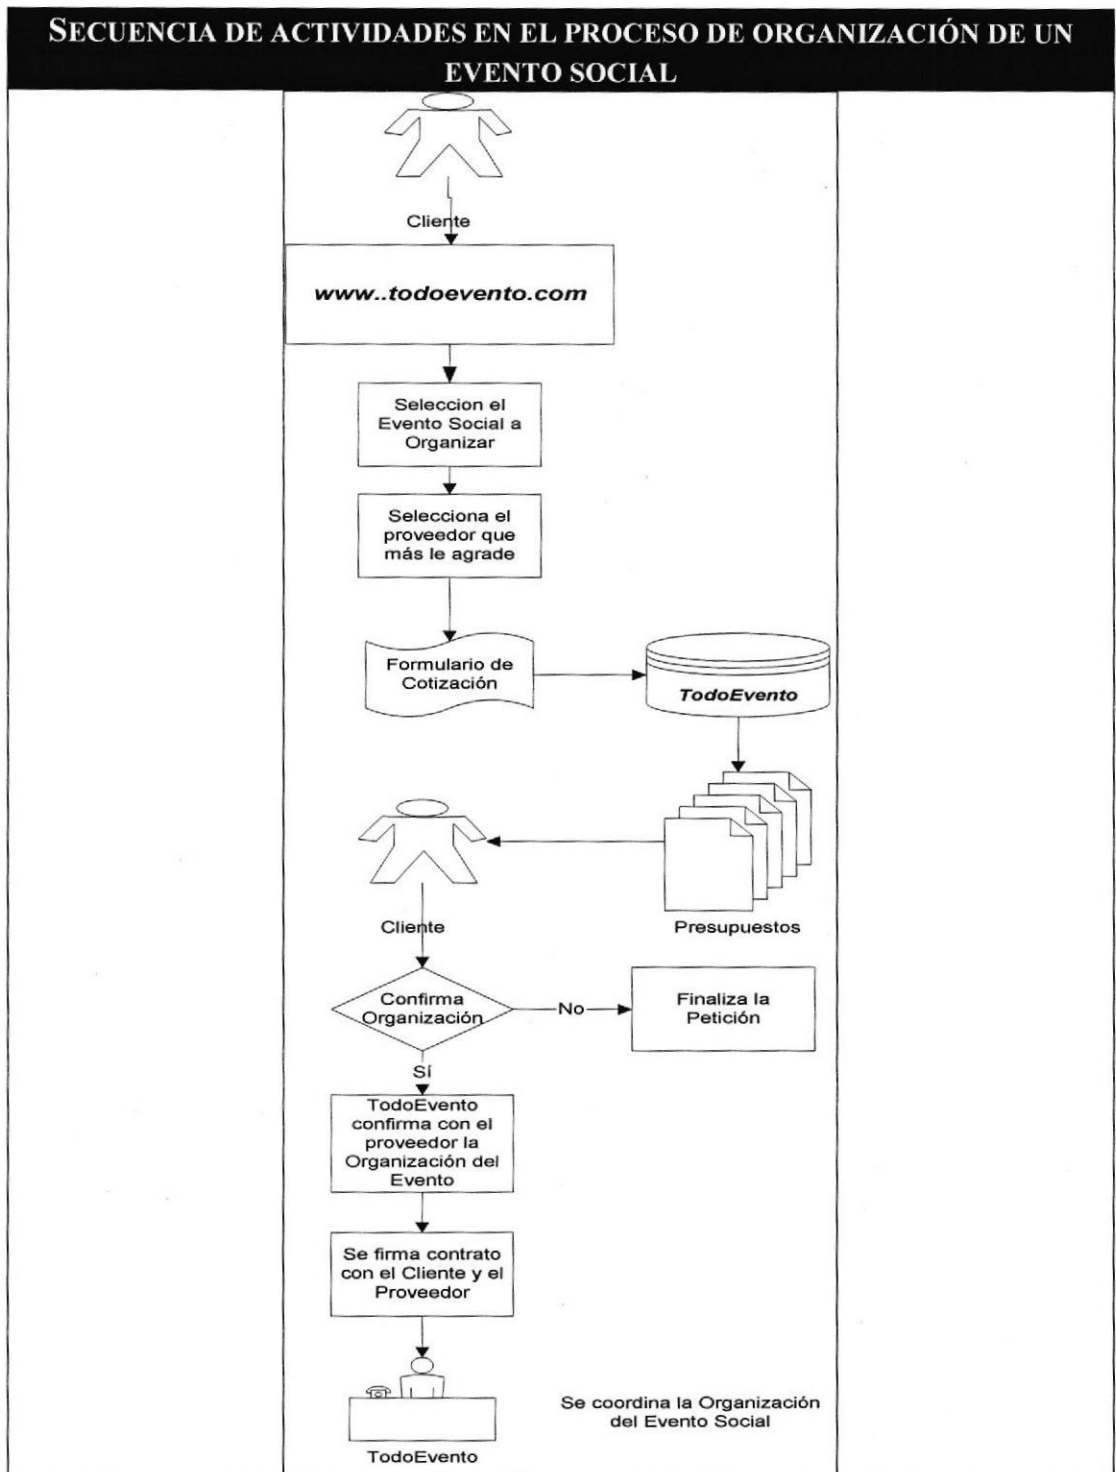 SECUENCIA DE ACTIVIDADES EN EL PROCESO DE ORGANIZACIÓN DE UN
EVENTO SOCIAL
Cliente
www..todoevento.com
Seleccion el
Evento Social a
Organizar
Selecciona el
proveedor que
más le agrade
Formulario de
Cotización
TodoEvento
Presupuestos
Cliente
Confirma
Organización
No
Finaliza la
Petición
Sí
TodoEvento
confirma con el
proveedor la
Organización del
Evento
Se firma contrato
con el Cliente y el
Proveedor
Se coordina la Organización
del Evento Social
TodoEvento